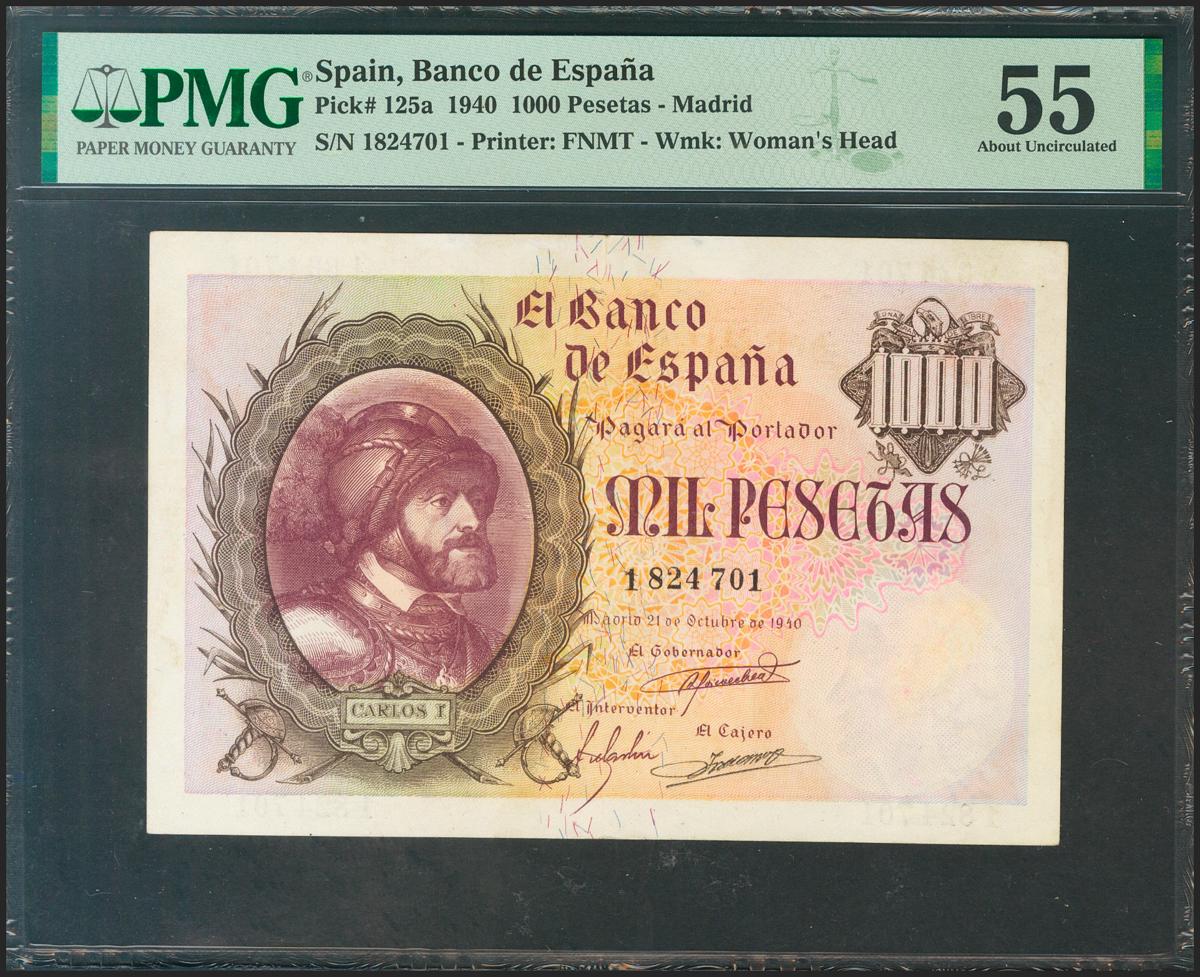 PMG®
PAPER MONEY GUARANTY
Spain, Banco de España
Pick# 125a 1940 1000 Pesetas - Madrid
S/N 1824701 - Printer: FNMT - Wmk: Woman's Head
55
About Uncirculated
El Banco
de España
UNA
LIBRE
1000
Pagará al Portador
MIL PESETAS
1 824 701
Madrid 21 de Octubre de 1940
El Gobernador
El Interventor
El Cajero
CARLOS I